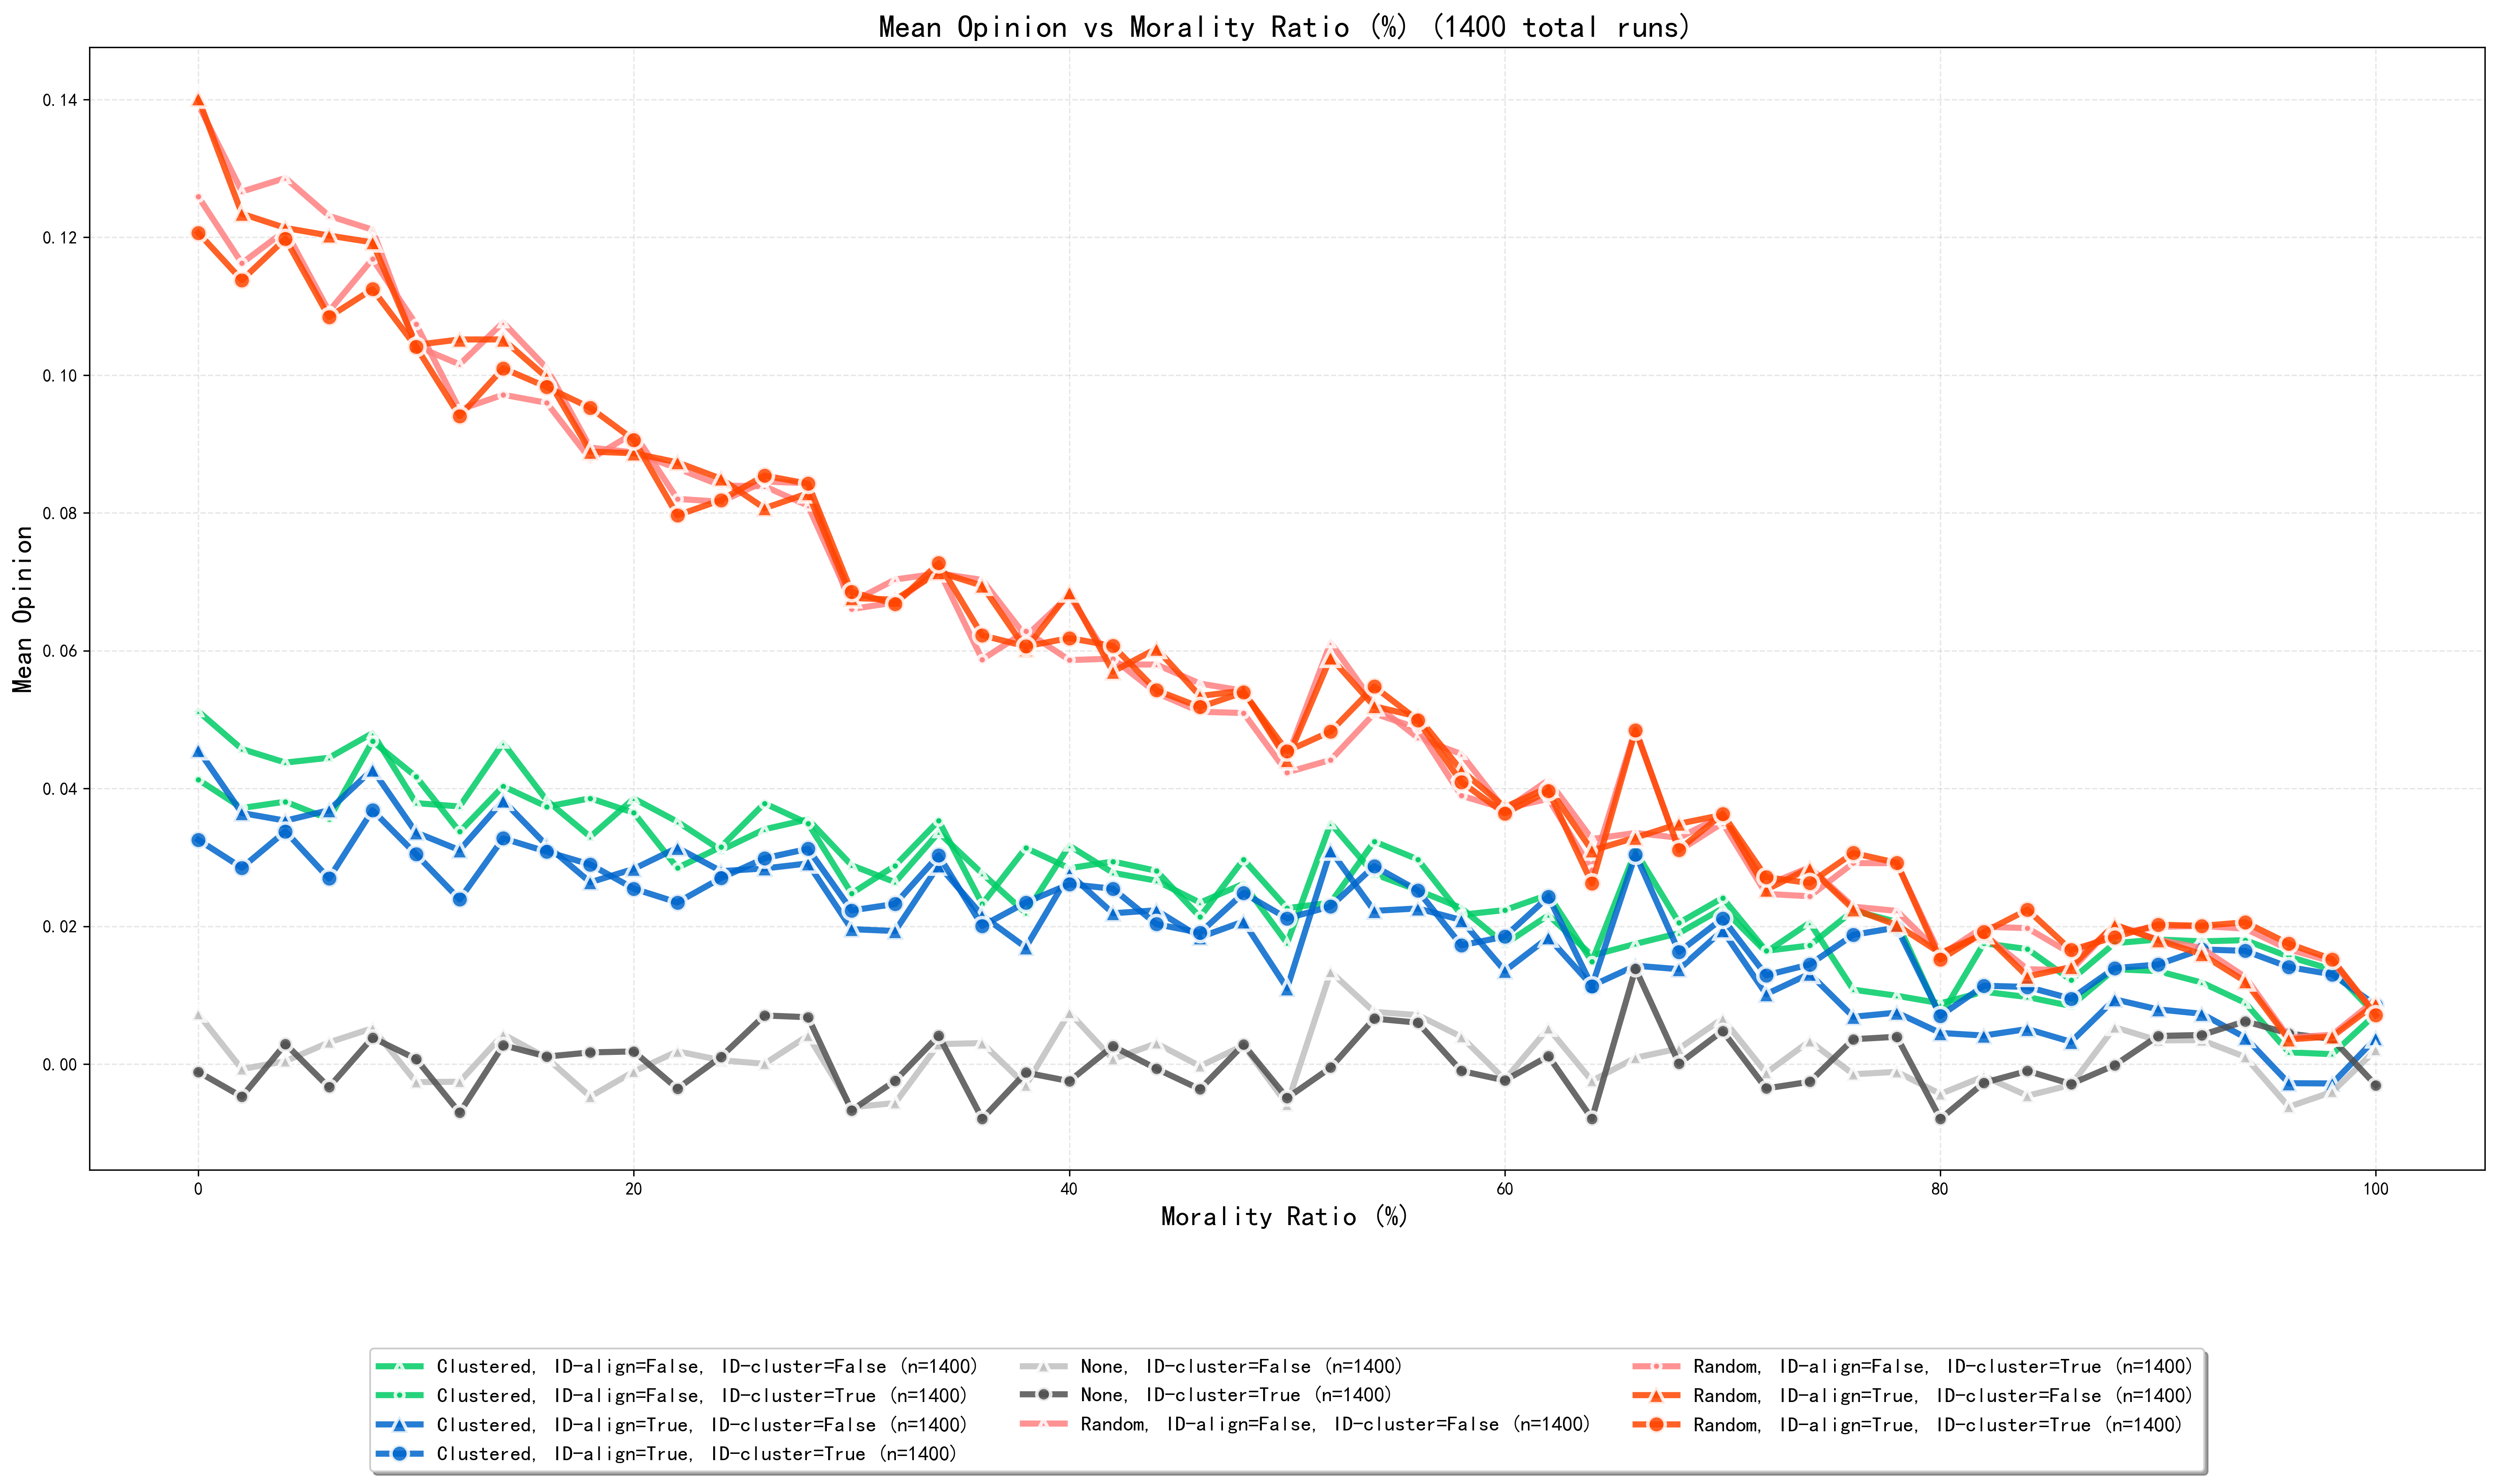 Mean Opinion vs Morality Ratio (%) (1400 total runs)
Mean Opinion
0.14
0.12
0.10
0.08
0.06
0.04
0.02
0.00
0
20
40
60
80
100
Morality Ratio (%)
Clustered, ID-align=False, ID-cluster=False (n=1400)
Clustered, ID-align=False, ID-cluster=True (n=1400)
Clustered, ID-align=True, ID-cluster=False (n=1400)
Clustered, ID-align=True, ID-cluster=True (n=1400)
None, ID-cluster=False (n=1400)
None, ID-cluster=True (n=1400)
Random, ID-align=False, ID-cluster=False (n=1400)
Random, ID-align=False, ID-cluster=True (n=1400)
Random, ID-align=True, ID-cluster=False (n=1400)
Random, ID-align=True, ID-cluster=True (n=1400)